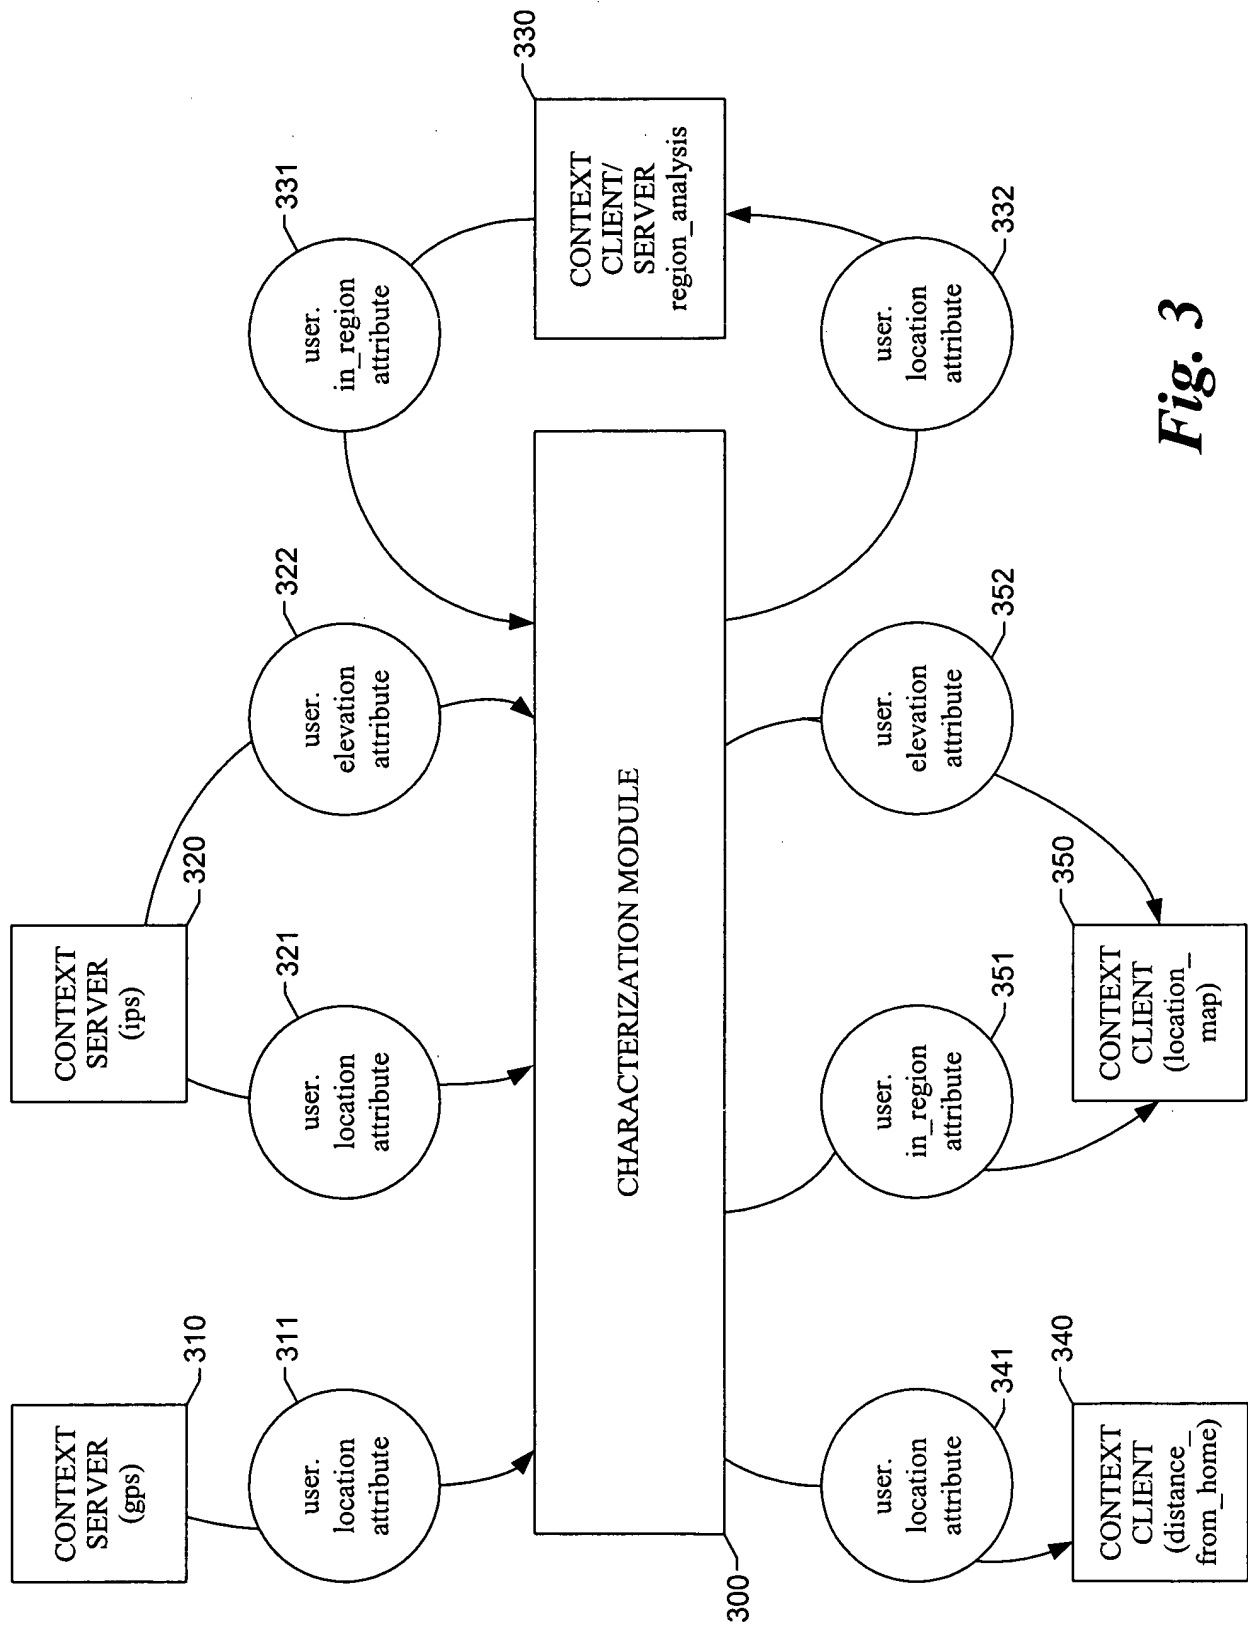 310
CONTEXT
SERVER
(gps)
311
user.
location
attribute
320
CONTEXT
SERVER
(ips)
321
user.
location
attribute
322
user.
elevation
attribute
331
user.
in_region
attribute
330
CONTEXT
CLIENT/
SERVER
region_analysis
300
CHARACTERIZATION MODULE
341
user.
location
attribute
340
CONTEXT
CLIENT
(distance_
from_home)
351
user.
in_region
attribute
350
CONTEXT
CLIENT
(location_
map)
352
user.
elevation
attribute
332
user.
location
attribute
Fig. 3